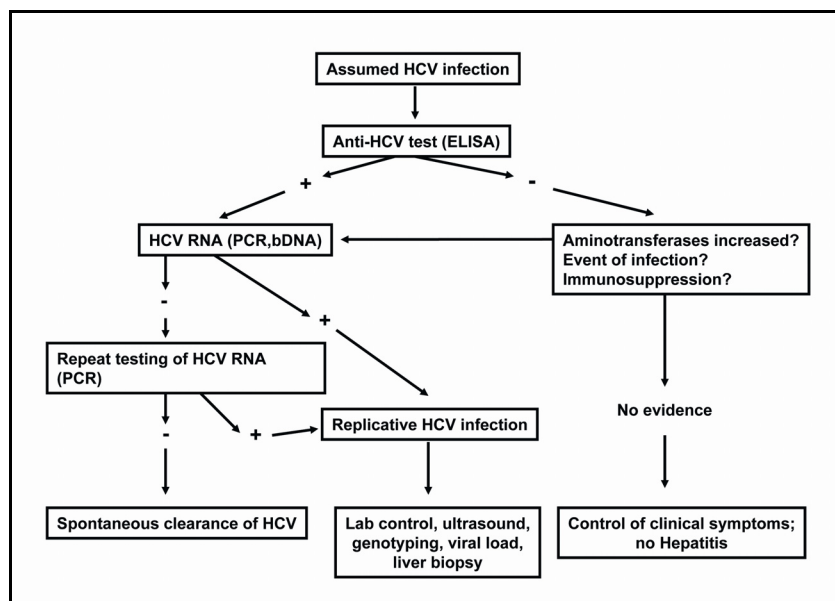 Assumed HCV infection
Anti-HCV test (ELISA)
+
-
HCV RNA (PCR,bDNA)
Aminotransferases increased?
Event of infection?
Immunosuppression?
-
+
Repeat testing of HCV RNA
(PCR)
No evidence
Replicative HCV infection
-
+
Spontaneous clearance of HCV
Lab control, ultrasound,
genotyping, viral load,
liver biopsy
Control of clinical symptoms;
no Hepatitis